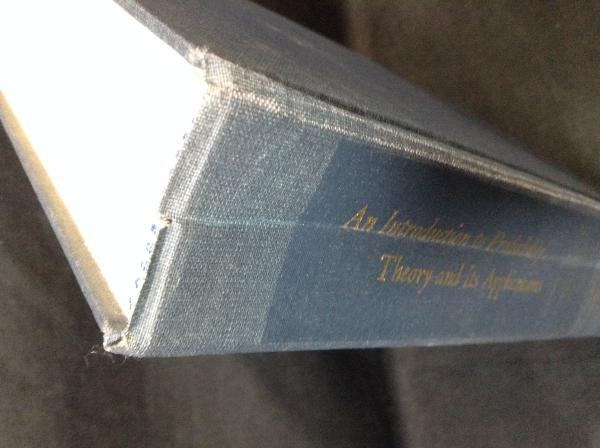 An Introduction to Probability
Theory and Its Applications